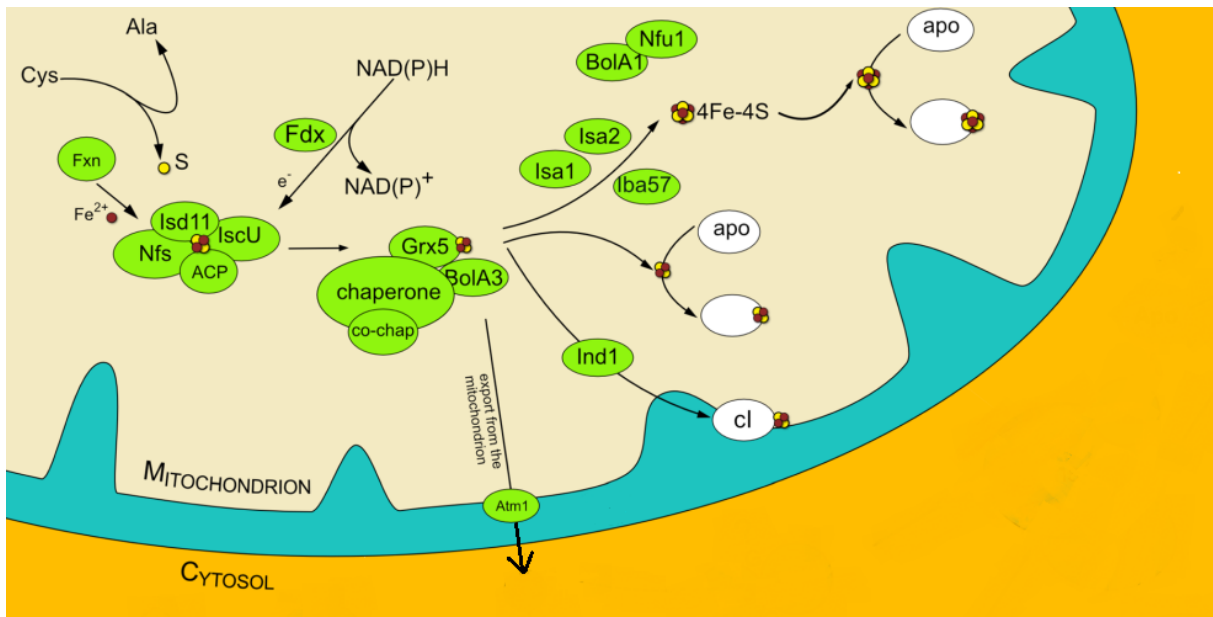 Ala
Cys
NAD(P)H
Fdx
Fxn
S
e-
NAD(P)+
Fe2+
Isd11
IscU
Nfs
ACP
Grx5
BolA3
chaperone
co-chap
Nfu1
BolA1
4Fe-4S
Isa2
Isa1
Iba57
apo
apo
Ind1
cI
export from the
mitochondrion
Atm1
MITOCHONDRION
CYTOSOL